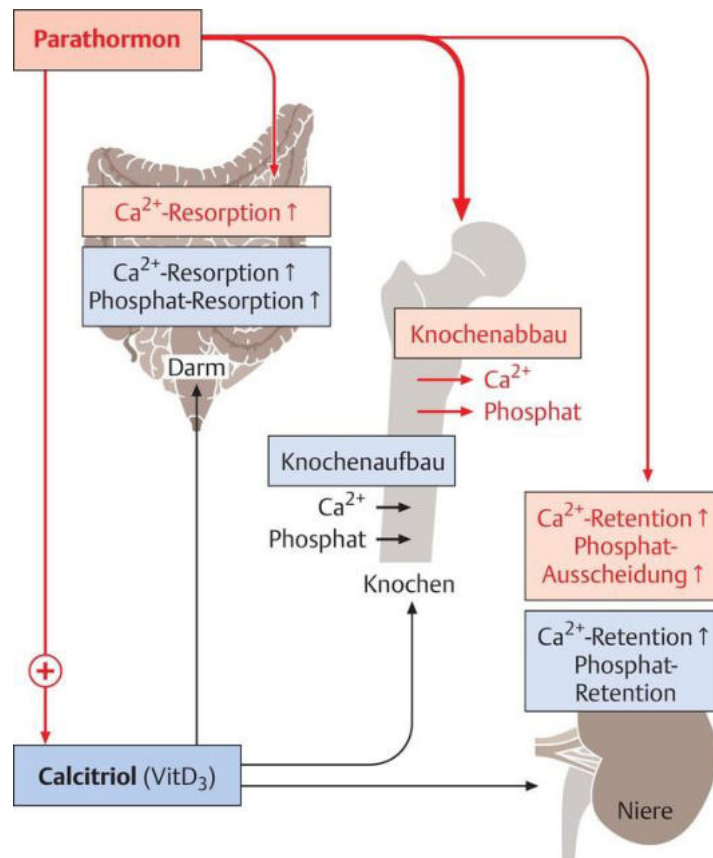 Parathormon
Ca²⁺-Resorption ↑
Ca²⁺-Resorption ↑
Phosphat-Resorption ↑
Darm
Knochenabbau
Ca²⁺
Phosphat
Knochenaufbau
Ca²⁺
Phosphat
Knochen
Ca²⁺-Retention ↑
Phosphat-
Ausscheidung ↑
Ca²⁺-Retention ↑
Phosphat-
Retention
+
Calcitriol (VitD₃)
Niere